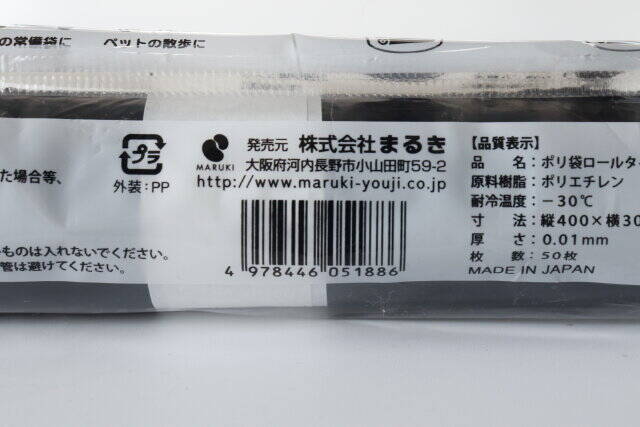 の常備袋に
ペットの散歩に
た場合等、
ものは入れないでください。
管は避けてください。
プラ
外装:PP
MARUKI
発売元 株式会社まるき
大阪府河内長野市小山田町59-2
http://www.maruki-youji.co.jp
4 978446 051886
【品質表示】
品 名:ポリ袋ロールタ
原料樹脂:ポリエチレン
耐冷温度:-30℃
寸 法:縦400×横30
厚 さ:0.01mm
枚 数:50枚
MADE IN JAPAN